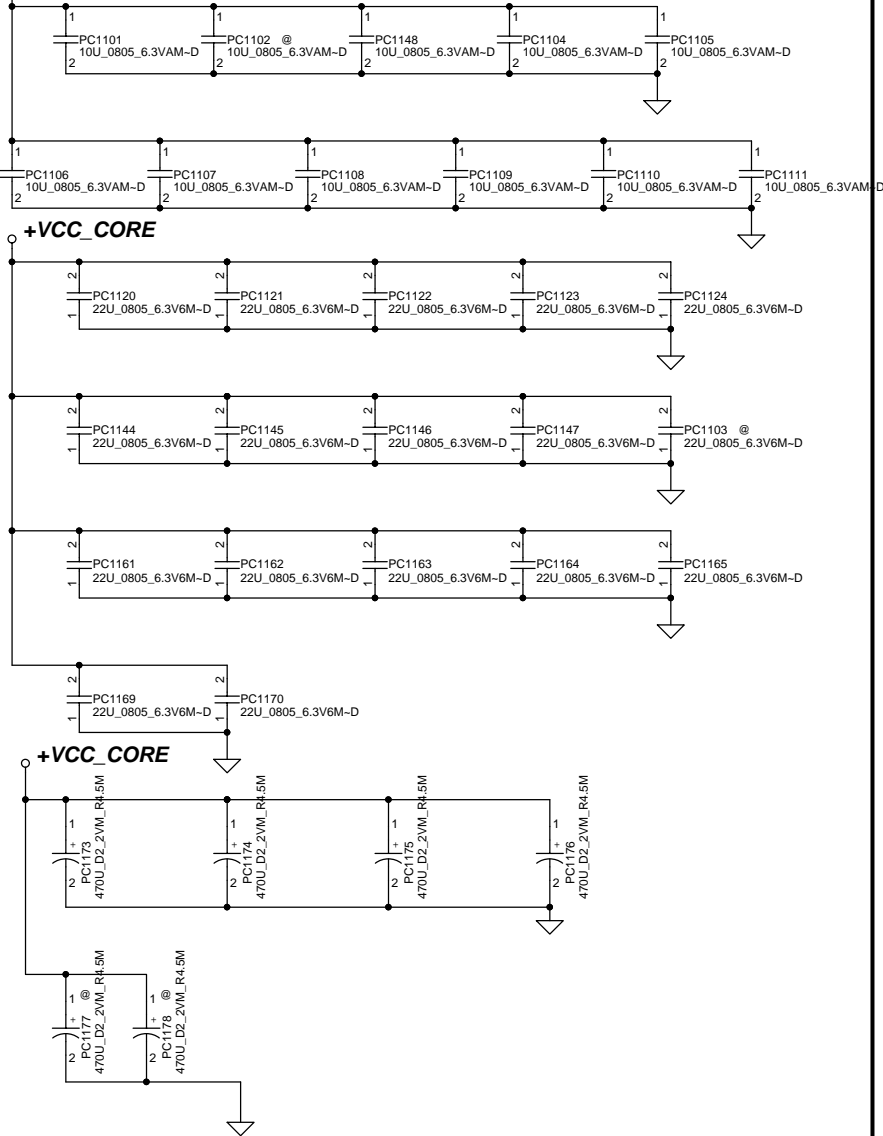 1 1 1 1 1
PC1101 PC1102 @ PC1148 PC1104 PC1105
10U_0805_6.3VAM~D 10U_0805_6.3VAM~D 10U_0805_6.3VAM~D 10U_0805_6.3VAM~D 10U_0805_6.3VAM~D
2 2 2 2 2
1 1 1 1 1 1
PC1106 PC1107 PC1108 PC1109 PC1110 PC1111
10U_0805_6.3VAM~D 10U_0805_6.3VAM~D 10U_0805_6.3VAM~D 10U_0805_6.3VAM~D 10U_0805_6.3VAM~D 10U_0805_6.3VAM~D
2 2 2 2 2 2
+VCC_CORE
2 2 2 2 2
PC1120 PC1121 PC1122 PC1123 PC1124
22U_0805_6.3V6M~D 22U_0805_6.3V6M~D 22U_0805_6.3V6M~D 22U_0805_6.3V6M~D 22U_0805_6.3V6M~D
1 1 1 1 1
2 2 2 2 2
PC1144 PC1145 PC1146 PC1147 PC1103 @
22U_0805_6.3V6M~D 22U_0805_6.3V6M~D 22U_0805_6.3V6M~D 22U_0805_6.3V6M~D 22U_0805_6.3V6M~D
1 1 1 1 1
2 2 2 2 2
PC1161 PC1162 PC1163 PC1164 PC1165
22U_0805_6.3V6M~D 22U_0805_6.3V6M~D 22U_0805_6.3V6M~D 22U_0805_6.3V6M~D 22U_0805_6.3V6M~D
1 1 1 1 1
2 2
PC1169 PC1170
22U_0805_6.3V6M~D 22U_0805_6.3V6M~D
1 1
+VCC_CORE
1 1 1 1
+ + + +
PC1173 PC1174 PC1175 PC1176
470U_D2_2VM_R4.5M 470U_D2_2VM_R4.5M 470U_D2_2VM_R4.5M 470U_D2_2VM_R4.5M
2 2 2 2
1 @ 1 @
+ +
PC1177 PC1178
470U_D2_2VM_R4.5M 470U_D2_2VM_R4.5M
2 2